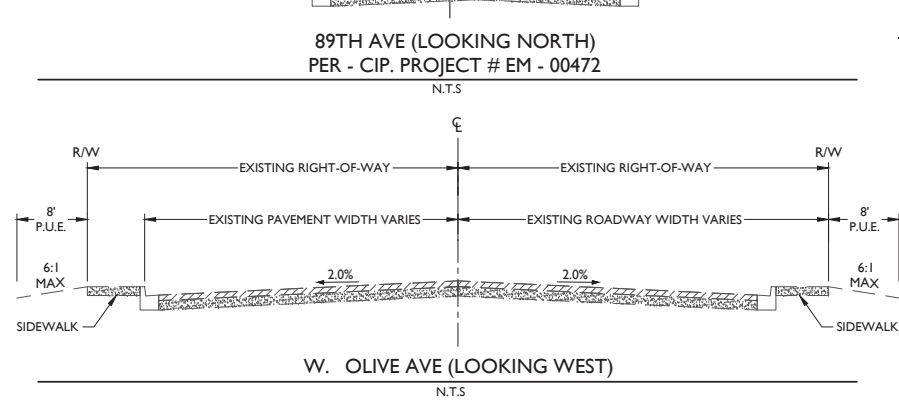 89TH AVE (LOOKING NORTH)
PER - CIP. PROJECT # EM - 00472
N.T.S
℄
R/W
R/W
EXISTING RIGHT-OF-WAY
EXISTING RIGHT-OF-WAY
8'
P.U.E.
EXISTING PAVEMENT WIDTH VARIES
EXISTING ROADWAY WIDTH VARIES
8'
P.U.E.
6:1
MAX
2.0%
2.0%
6:1
MAX
SIDEWALK
SIDEWALK
W. OLIVE AVE (LOOKING WEST)
N.T.S